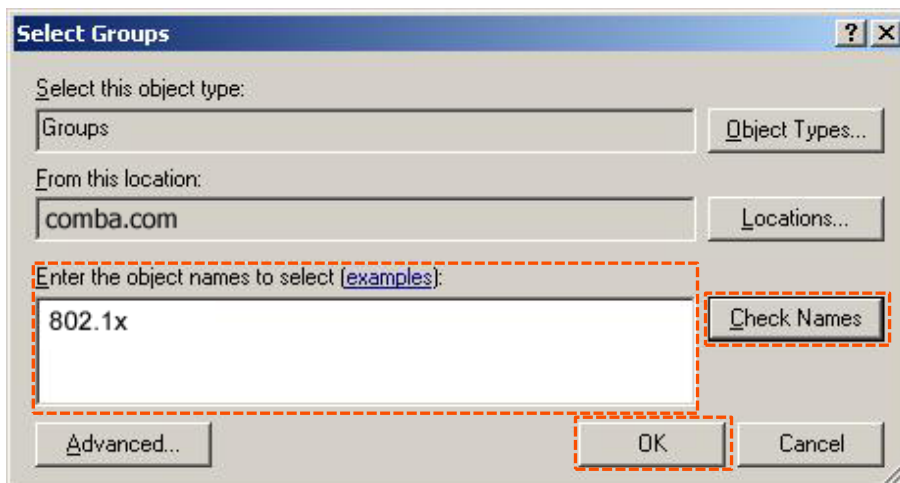 Select Groups
Select this object type:
Groups
Object Types...
From this location:
comba.com
Locations...
Enter the object names to select (examples):
802.1x
Check Names
Advanced...
OK
Cancel